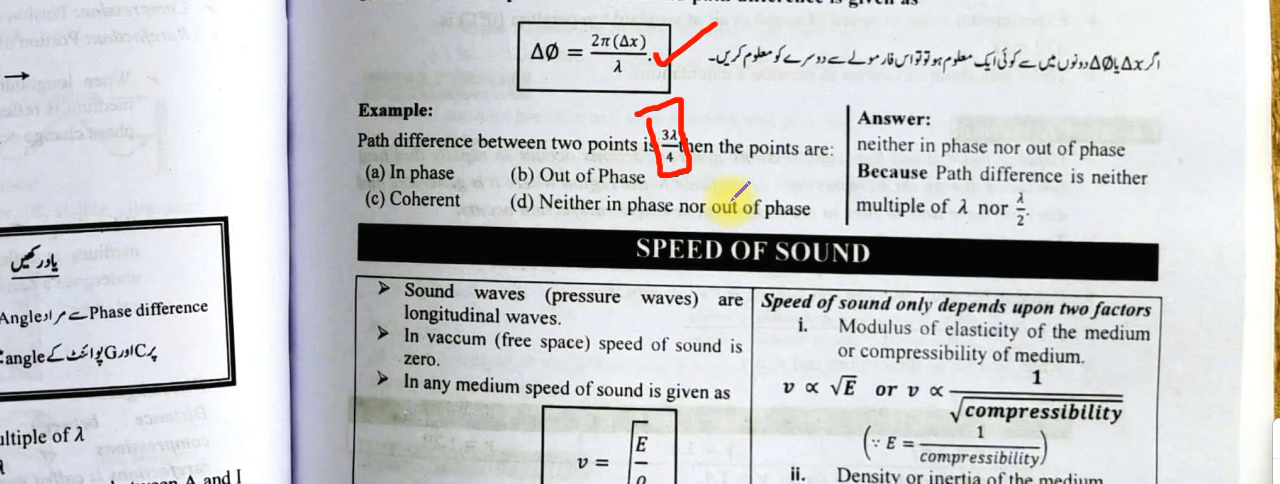 ΔØ = 2π(Δx)/λ.
اگر Δx یا ΔØ دونوں میں سے کوئی ایک معلوم ہو تو تو اس فارمولے سے دوسرے کو معلوم کریں۔
Example:
Path difference between two points is 3λ/4 then the points are:
(a) In phase (b) Out of Phase
(c) Coherent (d) Neither in phase nor out of phase
Answer:
neither in phase nor out of phase
Because Path difference is neither
multiple of λ nor λ/2.
SPEED OF SOUND
➤ Sound waves (pressure waves) are
longitudinal waves.
➤ In vaccum (free space) speed of sound is
zero.
➤ In any medium speed of sound is given as
Speed of sound only depends upon two factors
i. Modulus of elasticity of the medium
or compressibility of medium.
v ∝ √E or v ∝ 1/√compressibility
(∵ E = 1/compressibility)
ii. Density or inertia of the medium
یاد رکھیں
Phase difference سے مراد Angle
پر C اور G پوائنٹ کے angle
ultiple of λ